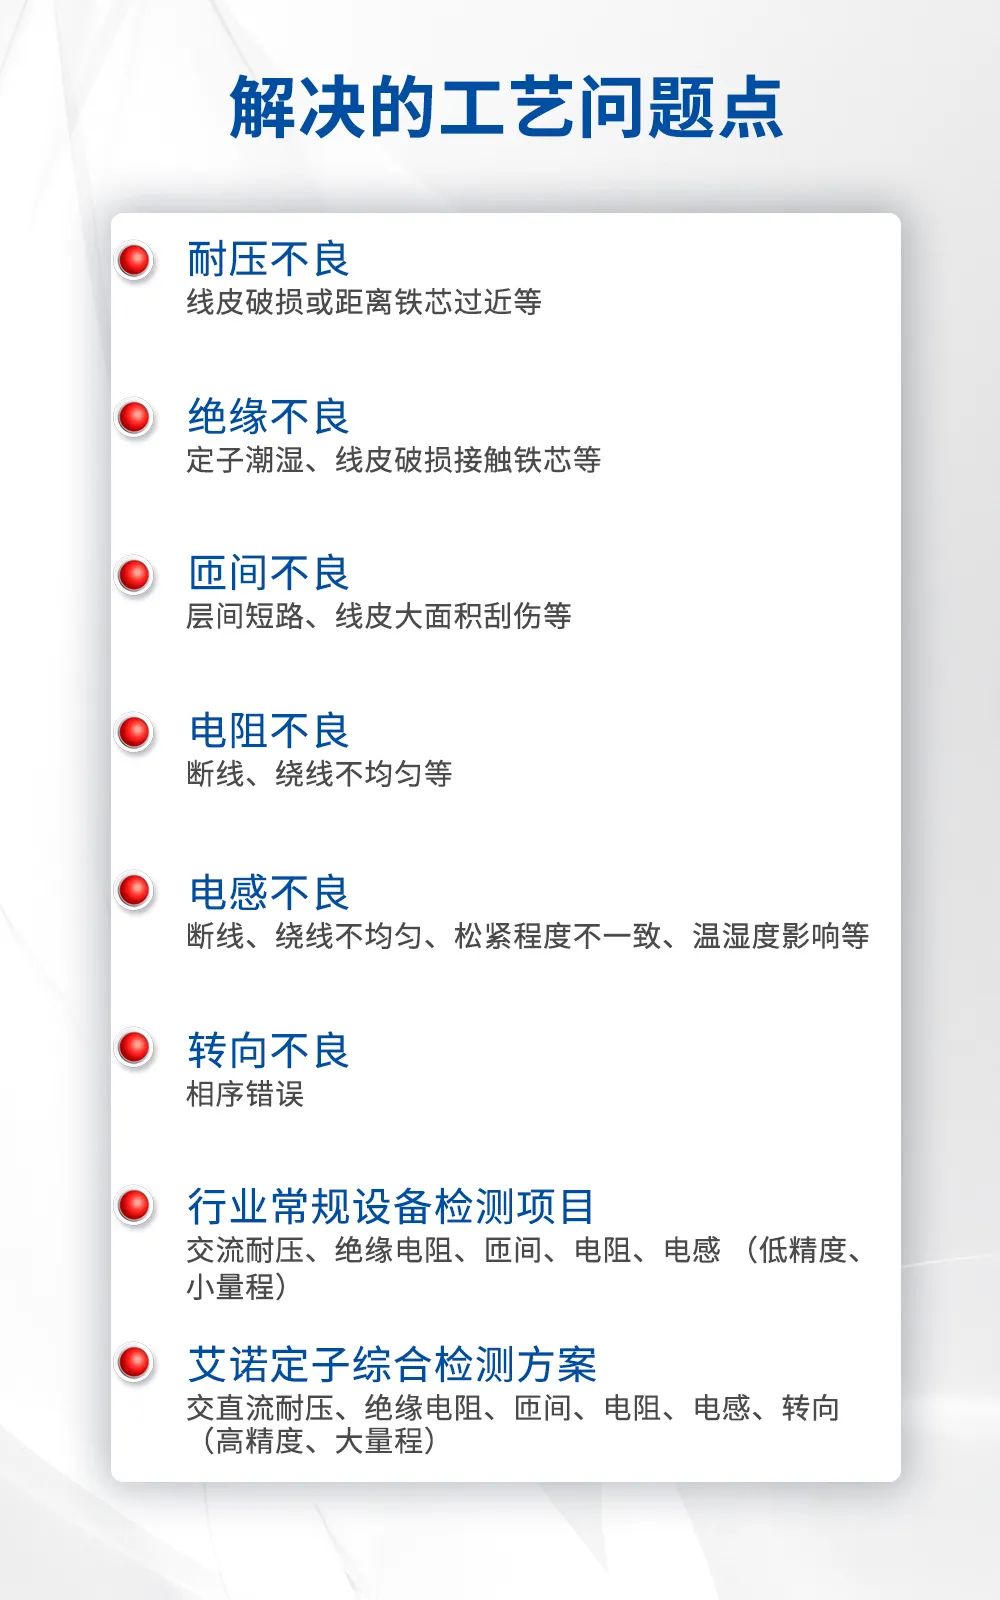 解决的工艺问题点
耐压不良
线皮破损或距离铁芯过近等
绝缘不良
定子潮湿、线皮破损接触铁芯等
匝间不良
层间短路、线皮大面积刮伤等
电阻不良
断线、绕线不均匀等
电感不良
断线、绕线不均匀、松紧程度不一致、温湿度影响等
转向不良
相序错误
行业常规设备检测项目
交流耐压、绝缘电阻、匝间、电阻、电感 （低精度、
小量程）
艾诺定子综合检测方案
交直流耐压、绝缘电阻、匝间、电阻、电感、转向
（高精度、大量程）